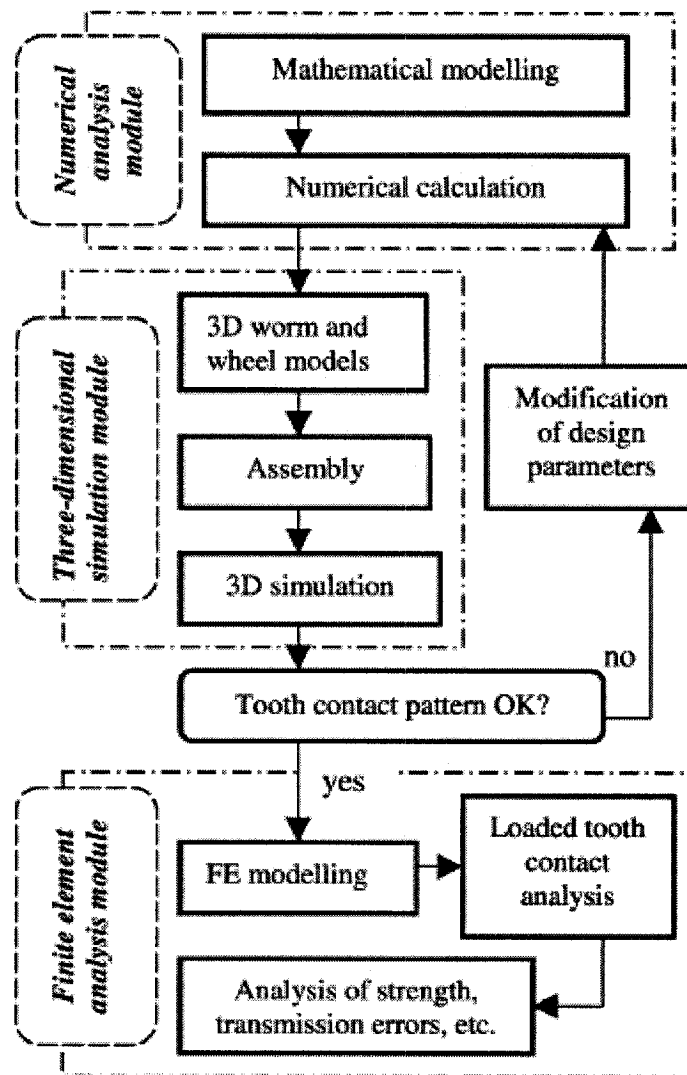 Numerical
analysis
module
Mathematical modelling
Numerical calculation
Three-dimensional
simulation module
3D worm and
wheel models
Assembly
3D simulation
Modification
of design
parameters
no
Tooth contact pattern OK?
yes
Finite element
analysis module
FE modelling
Loaded tooth
contact
analysis
Analysis of strength,
transmission errors, etc.